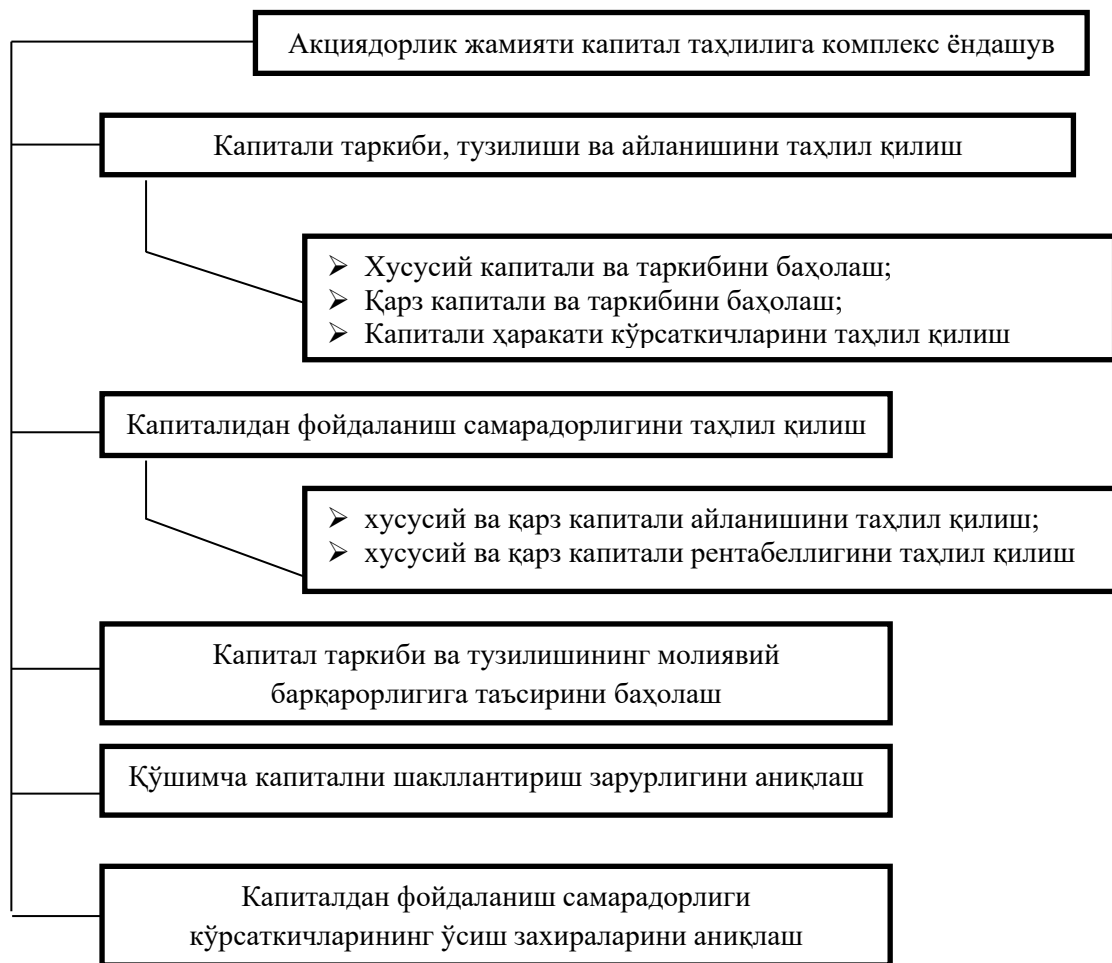 Акциядорлик жамияти капитал таҳлилига комплекс ёндашув
Капитали таркиби, тузилиши ва айланишини таҳлил қилиш
➢ Хусусий капитали ва таркибини баҳолаш;
➢ Қарз капитали ва таркибини баҳолаш;
➢ Капитали ҳаракати кўрсаткичларини таҳлил қилиш
Капиталидан фойдаланиш самарадорлигини таҳлил қилиш
➢ хусусий ва қарз капитали айланишини таҳлил қилиш;
➢ хусусий ва қарз капитали рентабеллигини таҳлил қилиш
Капитал таркиби ва тузилишининг молиявий
барқарорлигига таъсирини баҳолаш
Қўшимча капитални шакллантириш зарурлигини аниқлаш
Капиталдан фойдаланиш самарадорлиги
кўрсаткичларининг ўсиш захираларини аниқлаш